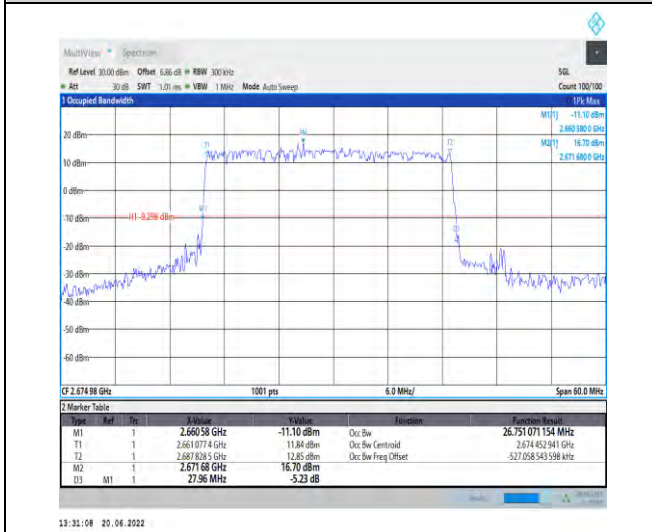 MultiView Spectrum
Ref Level 30.00 dBm Offset 6.86 dB RBW 300 kHz SGL
Att 30 dB SWT 1.01 ms VBW 1 MHz Mode Auto Sweep Count 100/100
1 Occupied Bandwidth 1Pk Max
M1[1] -11.10 dBm
2.660 580 0 GHz
M2[1] 16.70 dBm
2.671 680 0 GHz
20 dBm
T1 M2 T2
10 dBm
0 dBm
M1
-10 dBm H1 -9.296 dBm
D3
-20 dBm
-30 dBm
-40 dBm
-50 dBm
-60 dBm
CF 2.674 98 GHz 1001 pts 6.0 MHz/ Span 60.0 MHz
2 Marker Table
Type Ref Trc X-Value Y-Value Function Function Result
M1 1 2.660 58 GHz -11.10 dBm Occ Bw 26.751 071 154 MHz
T1 1 2.661 077 4 GHz 11.84 dBm Occ Bw Centroid 2.674 452 941 GHz
T2 1 2.687 828 5 GHz 12.85 dBm Occ Bw Freq Offset -527.058 543 598 kHz
M2 1 2.671 68 GHz 16.70 dBm
D3 M1 1 27.96 MHz -5.23 dB
13:31:08 20.06.2022